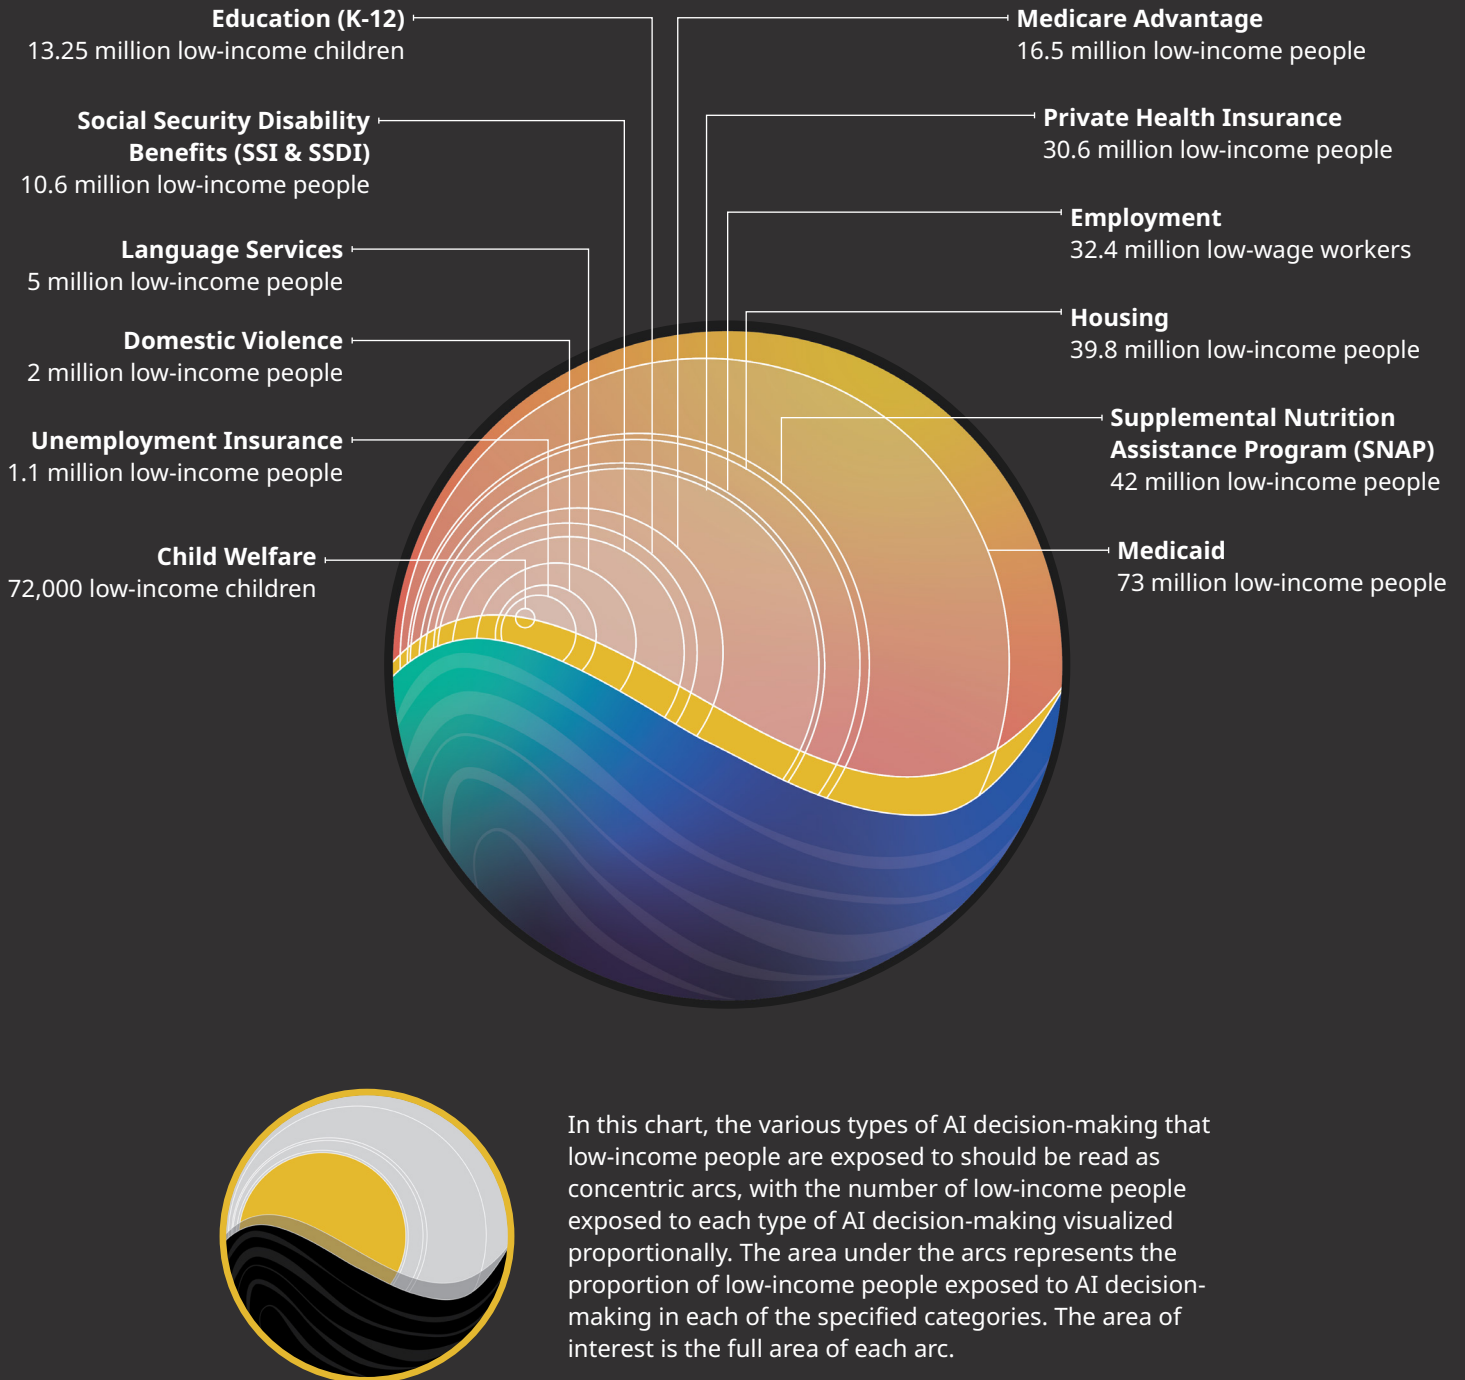 Education (K-12)
13.25 million low-income children
Social Security Disability
Benefits (SSI & SSDI)
10.6 million low-income people
Language Services
5 million low-income people
Domestic Violence
2 million low-income people
Unemployment Insurance
1.1 million low-income people
Child Welfare
72,000 low-income children
Medicare Advantage
16.5 million low-income people
Private Health Insurance
30.6 million low-income people
Employment
32.4 million low-wage workers
Housing
39.8 million low-income people
Supplemental Nutrition
Assistance Program (SNAP)
42 million low-income people
Medicaid
73 million low-income people
In this chart, the various types of AI decision-making that
low-income people are exposed to should be read as
concentric arcs, with the number of low-income people
exposed to each type of AI decision-making visualized
proportionally. The area under the arcs represents the
proportion of low-income people exposed to AI decision-
making in each of the specified categories. The area of
interest is the full area of each arc.